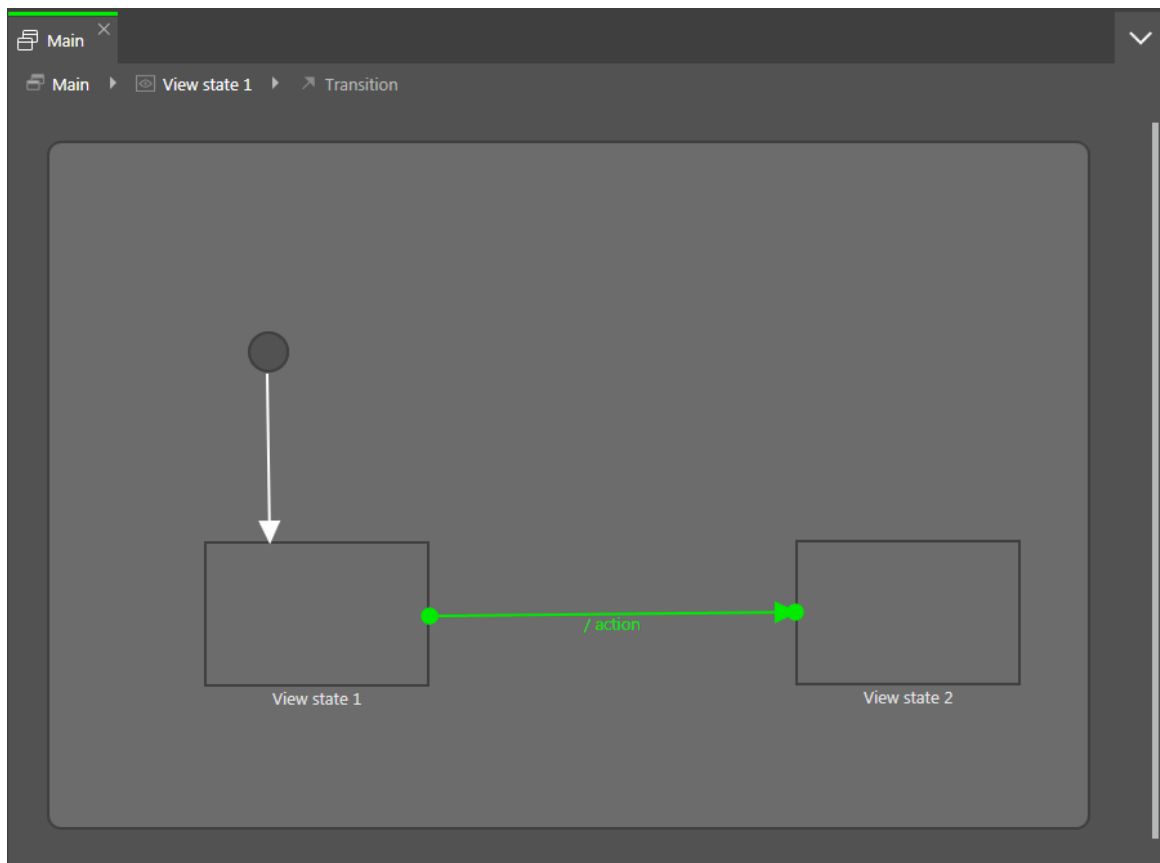 Main
Main View state 1 Transition
/ action
View state 1
View state 2